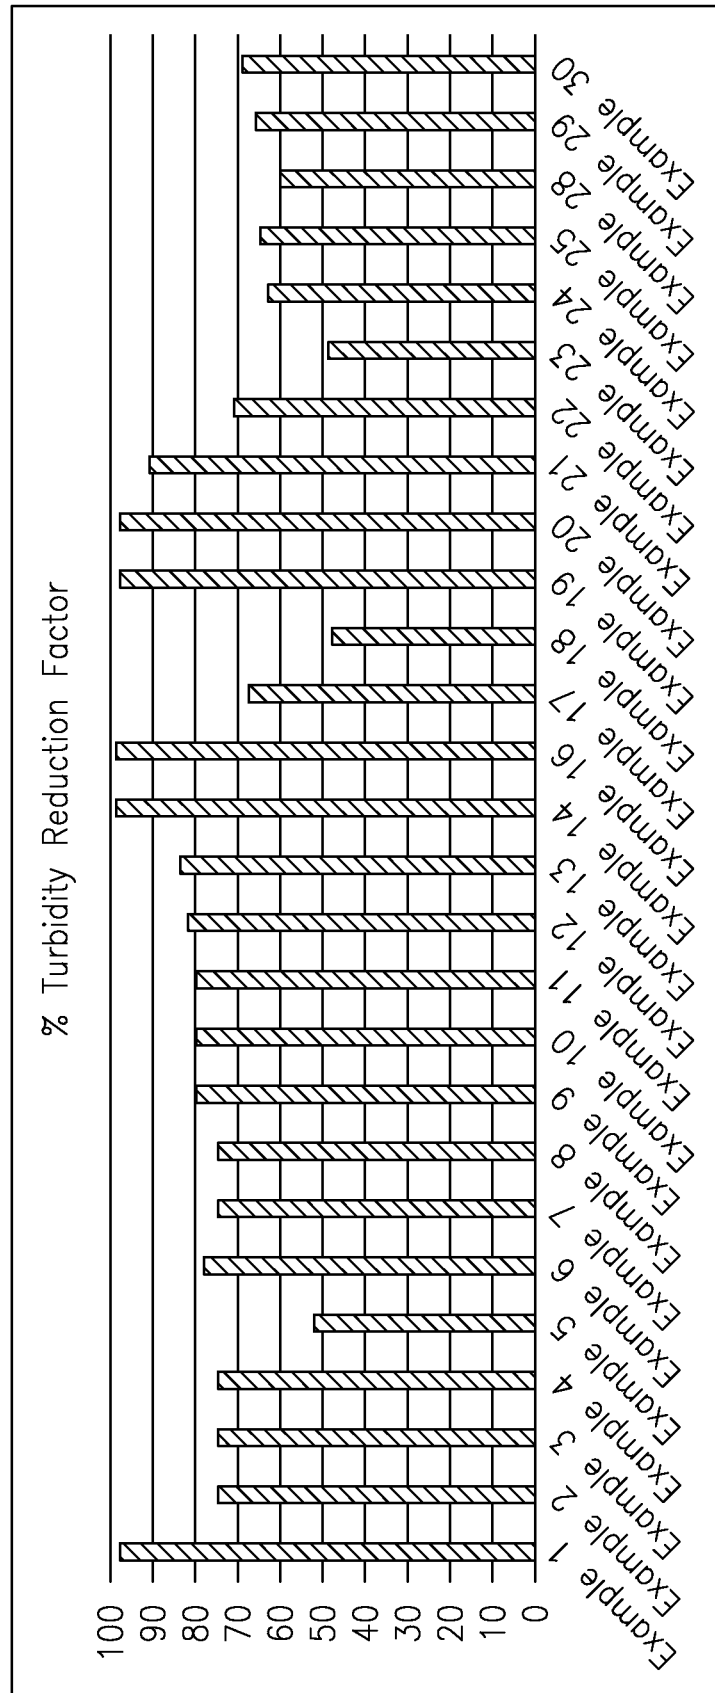 % Turbidity Reduction Factor
100
90
80
70
60
50
40
30
20
10
0
Example 1
Example 2
Example 3
Example 4
Example 5
Example 6
Example 7
Example 8
Example 9
Example 10
Example 11
Example 12
Example 13
Example 14
Example 16
Example 17
Example 18
Example 19
Example 20
Example 21
Example 22
Example 23
Example 24
Example 25
Example 28
Example 29
Example 30